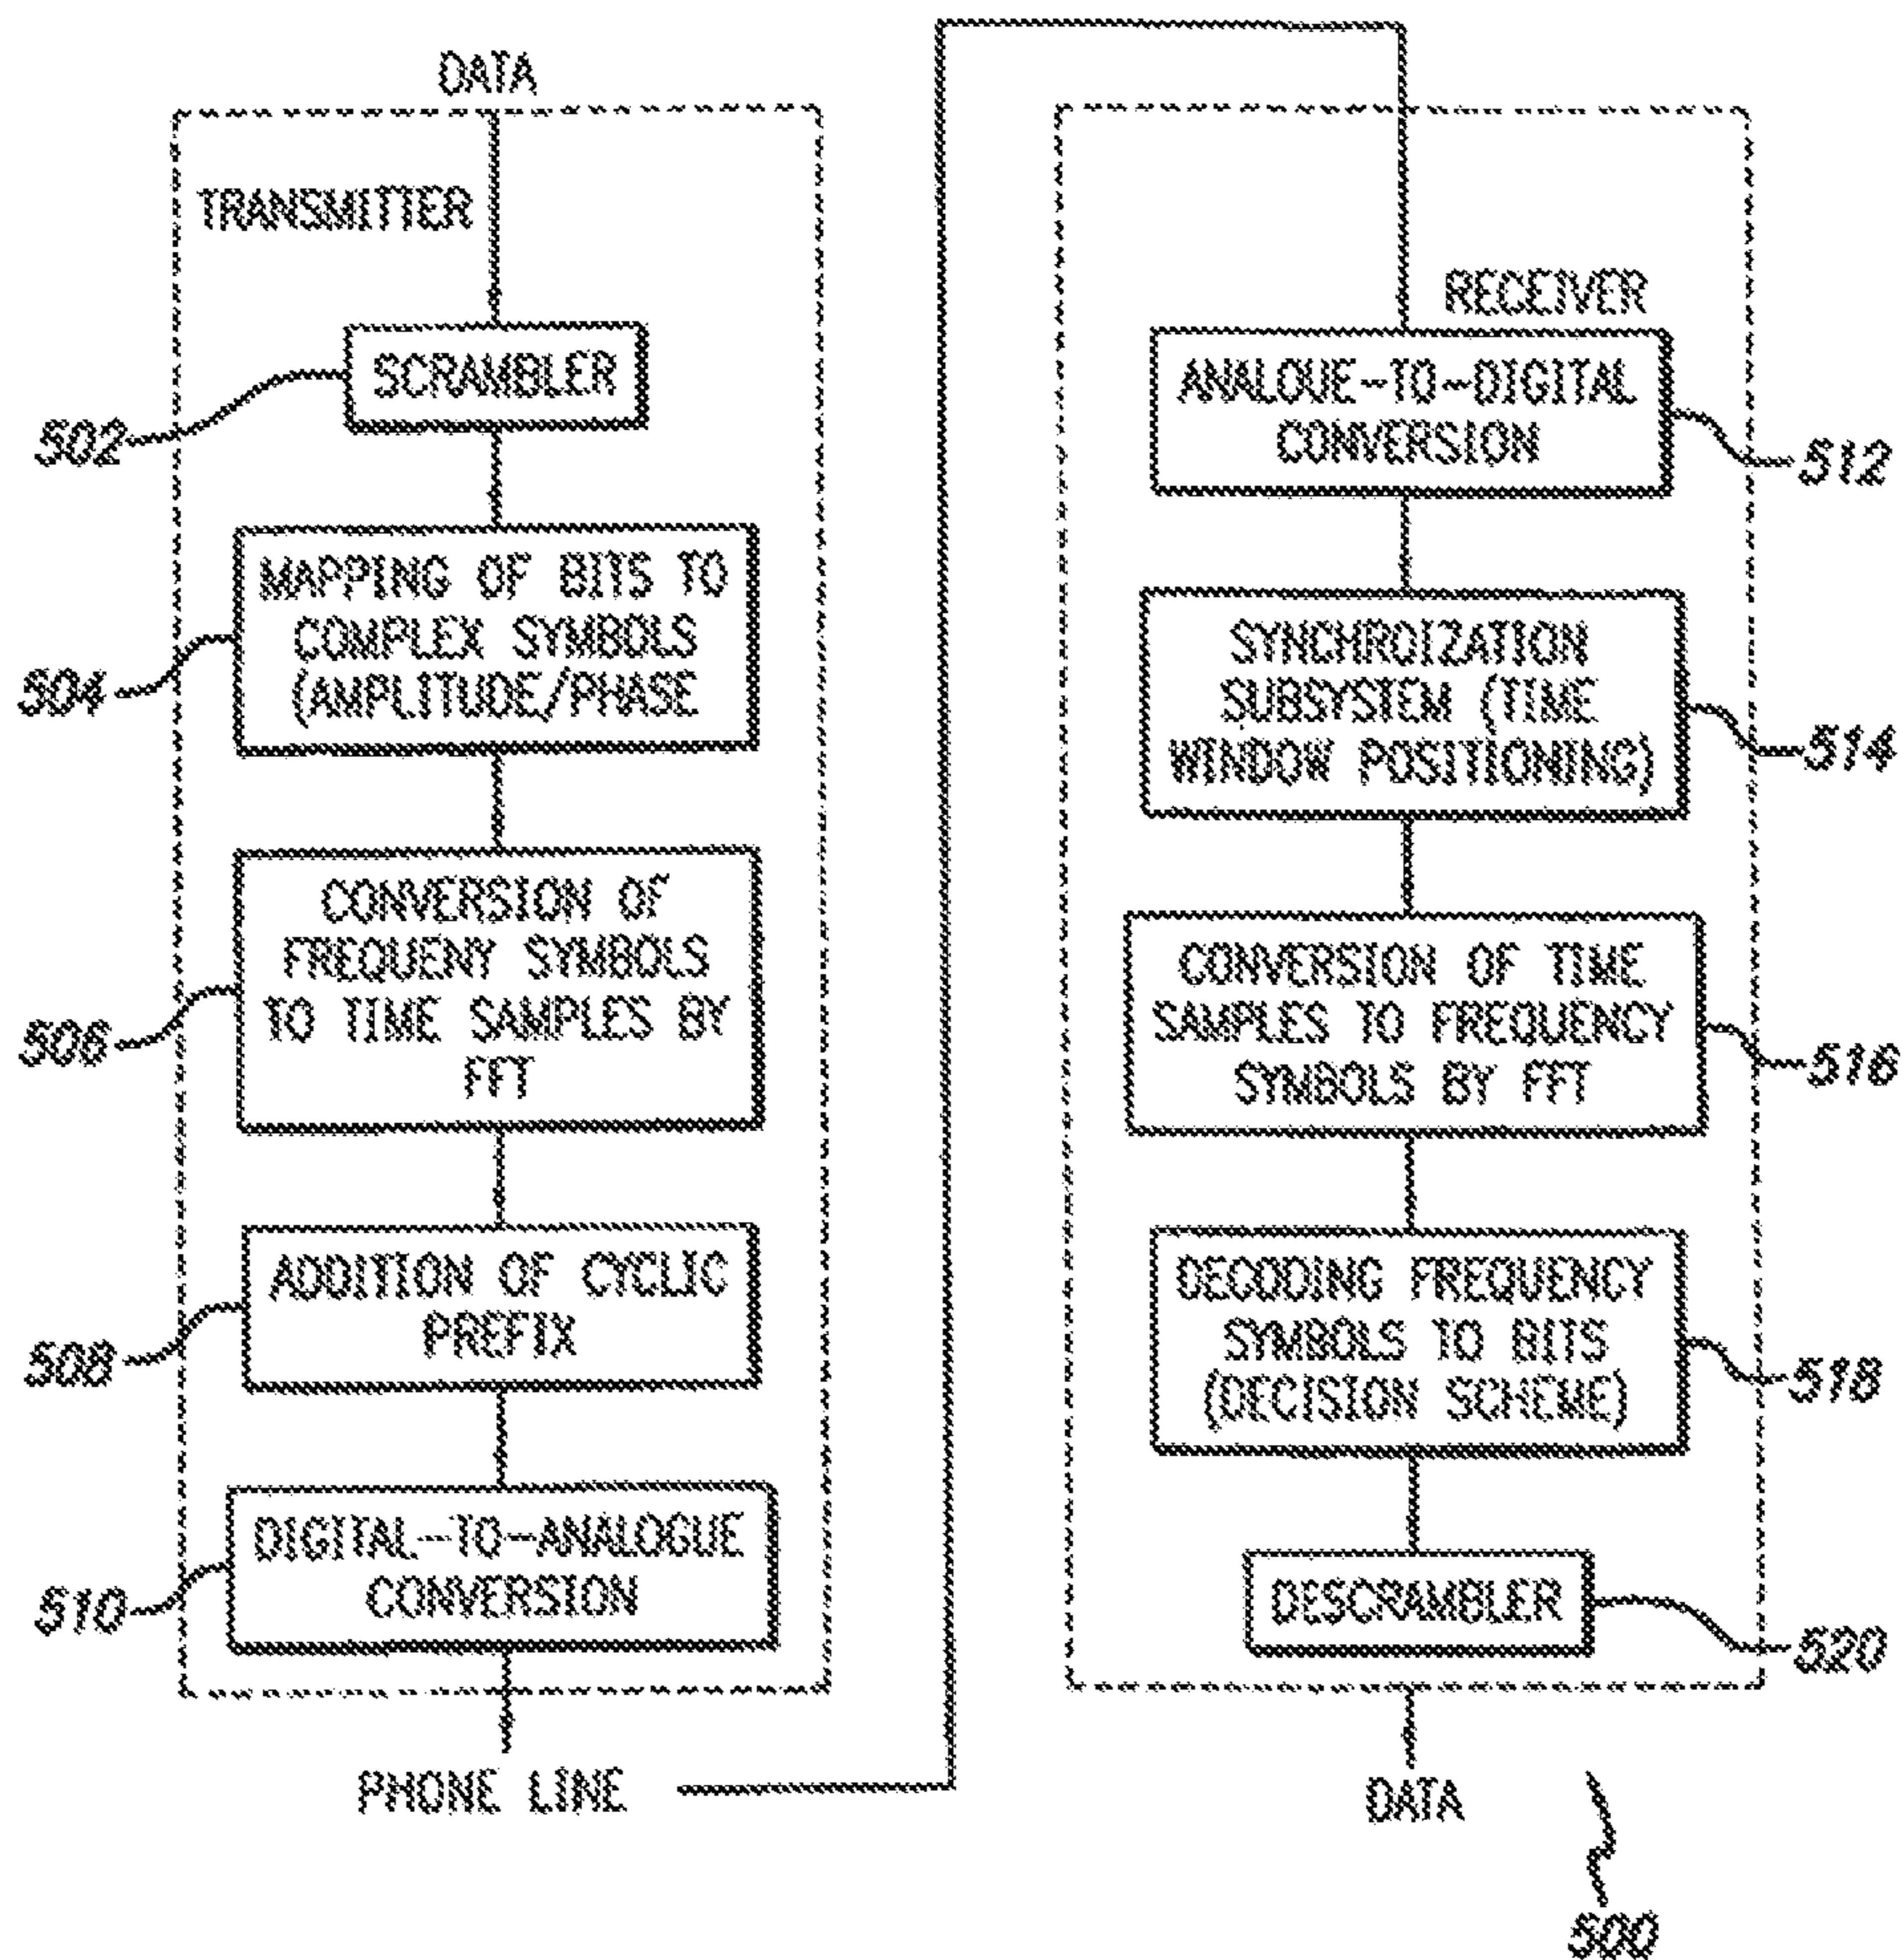 DATA
TRANSMITTER
SCRAMBLER
502
MAPPING OF BITS TO
COMPLEX SYMBOLS
(AMPLITUDE/PHASE
504
CONVERSION OF
FREQUENY SYMBOLS
TO TIME SAMPLES BY
FFT
506
ADDITION OF CYCLIC
PREFIX
508
DIGITAL-TO-ANALOGUE
CONVERSION
510
PHONE LINE
RECEIVER
ANALOUE-TO-DIGITAL
CONVERSION
512
SYNCHROIZATION
SUBSYSTEM (TIME
WINDOW POSITIONING)
514
CONVERSION OF TIME
SAMPLES TO FREQUENCY
SYMBOLS BY FFT
516
DECODING FREQUENCY
SYMBOLS TO BITS
(DECISION SCHEME)
518
DESCRAMBLER
520
DATA
500